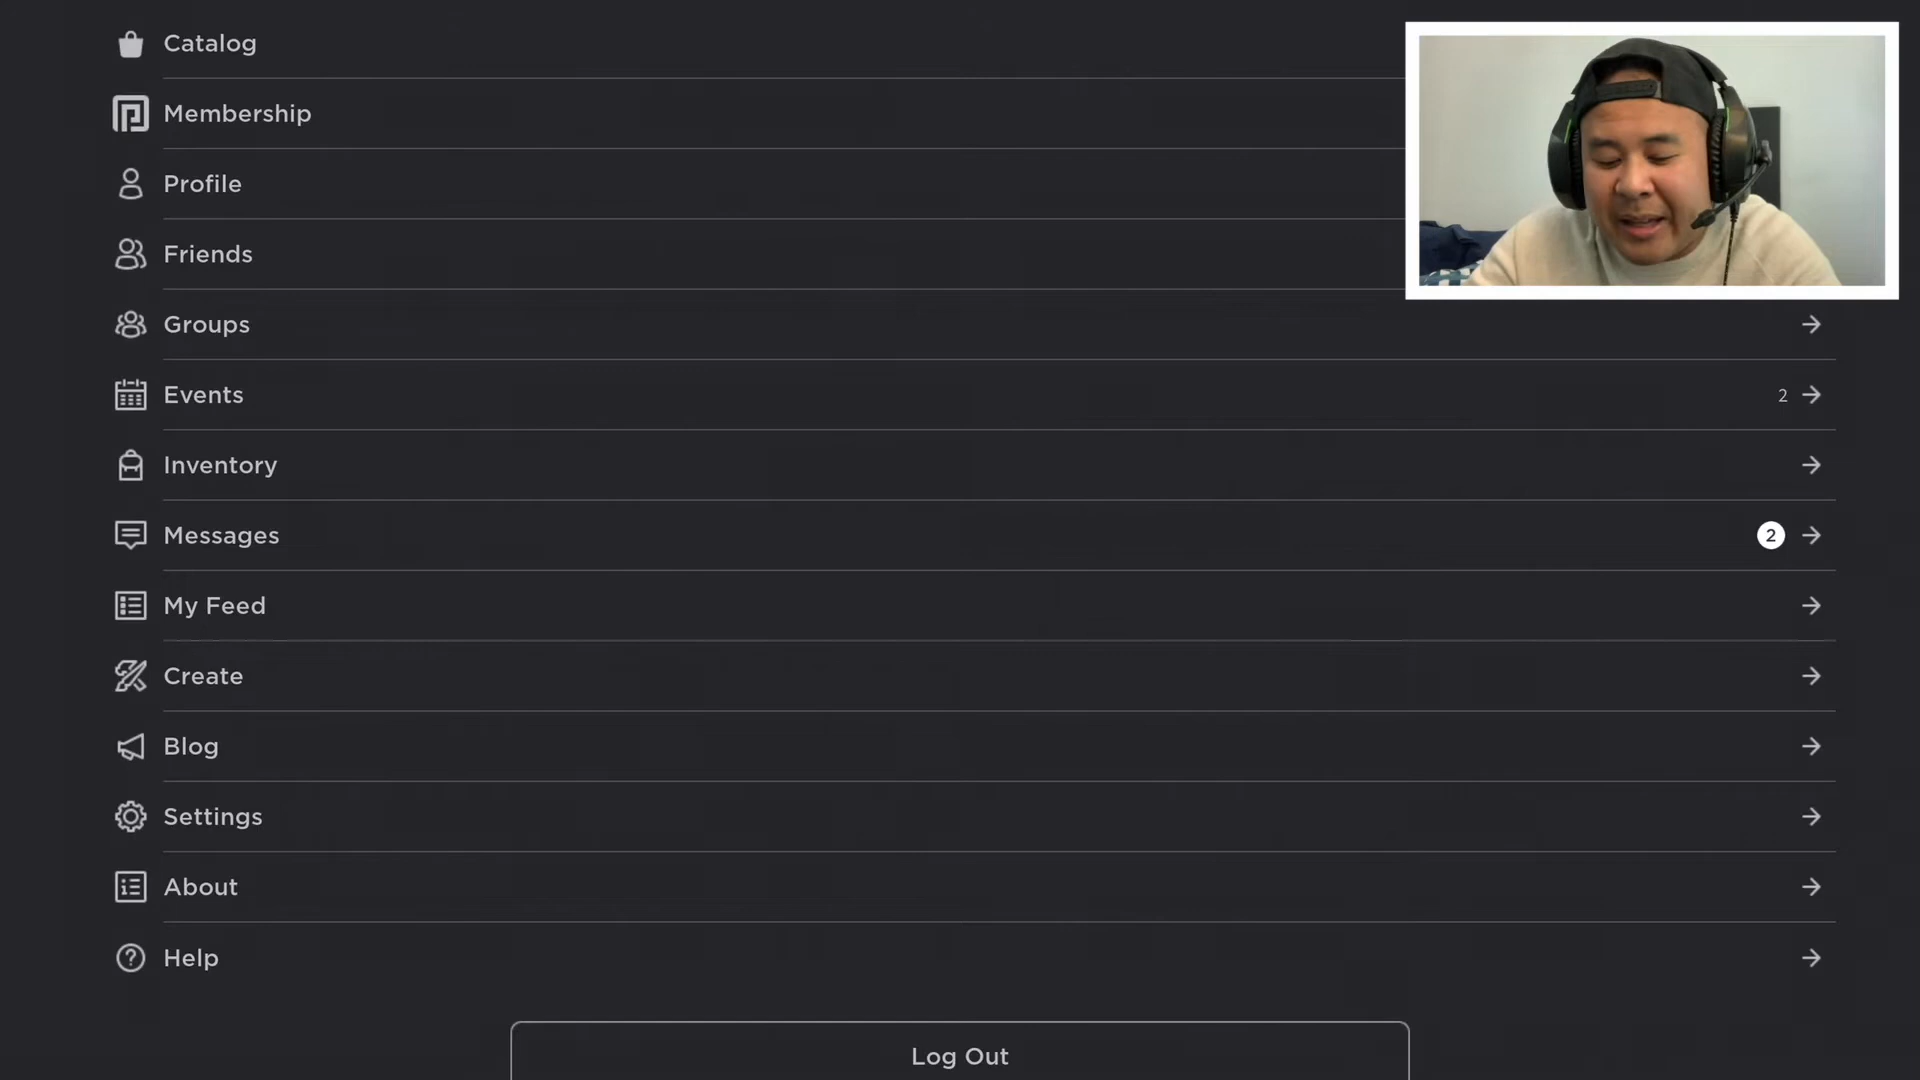 Catalog
Membership
Profile
Friends
Groups
Events 2
Inventory
Messages 2
My Feed
Create
Blog
Settings
About
Help
Log Out